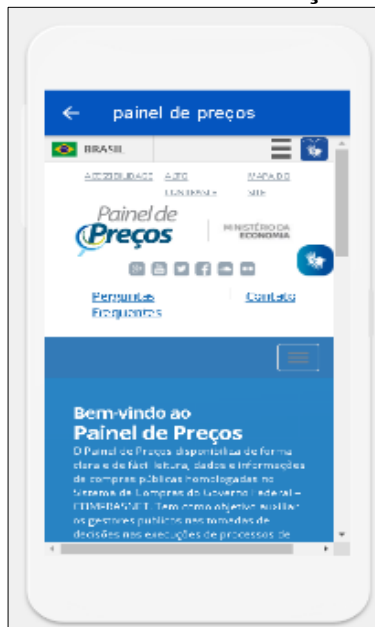 painel de preços
BRASIL
ACESSIBILIDADE ALTO CONTRASTE MAPA DO SITE
Painel de
Preços
MINISTÉRIO DA
ECONOMIA
Perguntas Contato
Frequentes
Bem-vindo ao
Painel de Preços
O Painel de Preços disponibiliza de forma
clara e de fácil leitura, dados e informações
de compras públicas homologadas no
Sistema de Compras do Governo Federal –
COMPRASNET. Tem como objetivo auxiliar
os gestores públicos nas tomadas de
decisões nas execuções de processos de